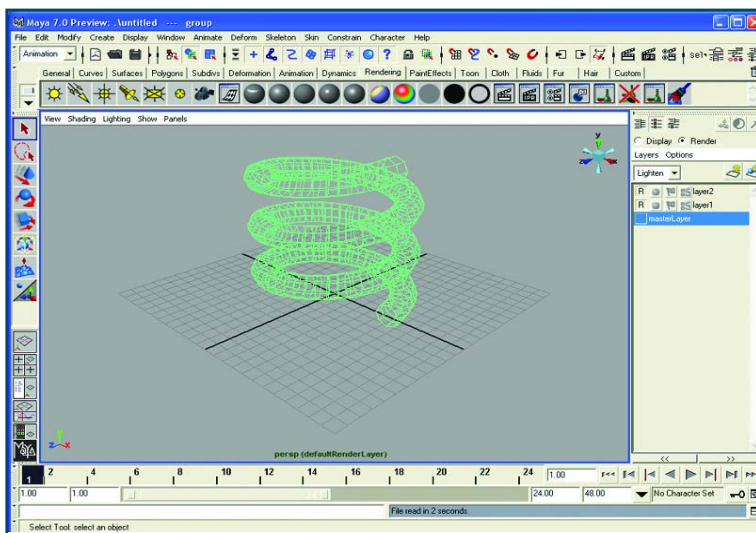 Maya 7.0 Preview: .\untitled --- group
File Edit Modify Create Display Window Animate Deform Skeleton Skin Constrain Character Help
Animation
sel*
General Curves Surfaces Polygons Subdivs Deformation Animation Dynamics Rendering PaintEffects Toon Cloth Fluids Fur Hair Custom
View Shading Lighting Show Panels
Display Render
Layers Options
Lighten
R layer2
R layer1
masterLayer
y
z x
y
z x
persp (defaultRenderLayer)
<< >>
1 2 4 6 8 10 12 14 16 18 20 22 24 1.00
1.00 1.00 24.00 48.00 No Character Set
File read in 2 seconds.
Select Tool: select an object